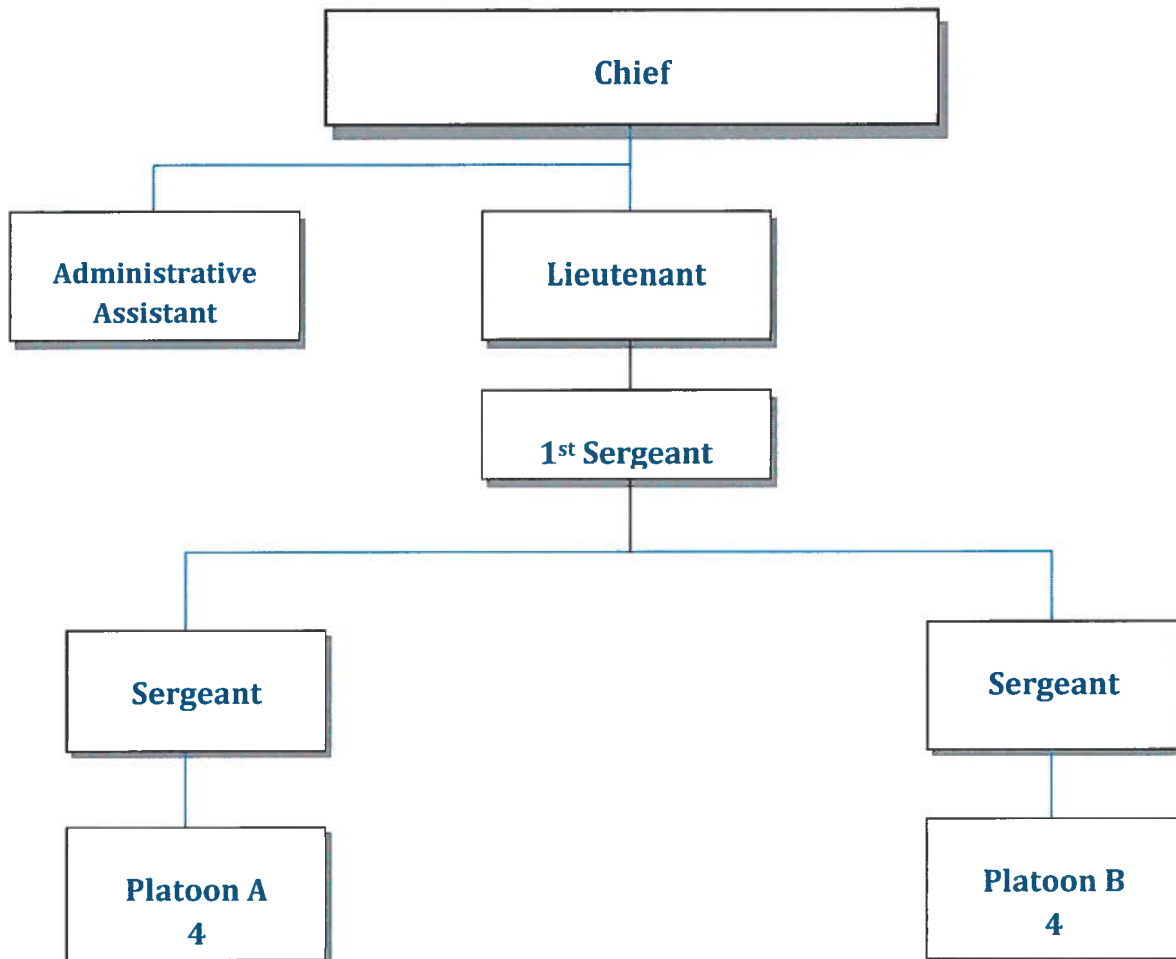 Chief
Administrative
Assistant
Lieutenant
1st Sergeant
Sergeant
Sergeant
Platoon A
4
Platoon B
4